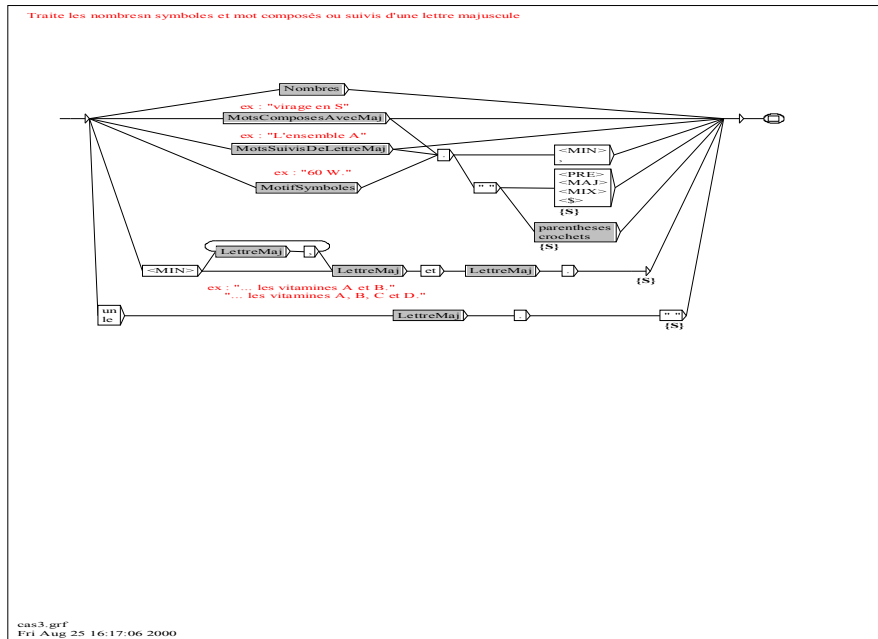 Traite les nombresn symboles et mot composés ou suivis d'une lettre majuscule
Nombres
ex : "virage en S"
MotsComposesAvecMaj
ex : "L'ensemble A"
MotsSuivisDeLettreMaj
.
<MIN>
,
ex : "60 W."
MotifSymboles
" "
<PRE>
<MAJ>
<MIX>
<$>
{S}
parentheses
crochets
{S}
LettreMaj
,
<MIN>
LettreMaj
et
LettreMaj
.
{S}
ex : "... les vitamines A et B."
"... les vitamines A, B, C et D."
un
le
LettreMaj
.
" "
{S}
cas3.grf
Fri Aug 25 16:17:06 2000